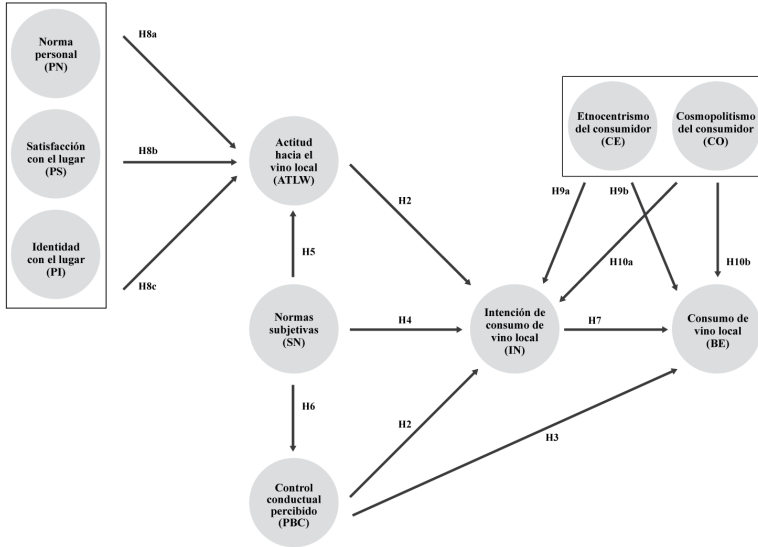 Norma
personal
(PN)
Satisfacción
con el lugar
(PS)
Identidad
con el lugar
(PI)
H8a
H8b
H8c
Actitud
hacia el
vino local
(ATLW)
H5
Normas
subjetivas
(SN)
H6
Control
conductual
percibido
(PBC)
H2
H4
H2
H3
Etnocentrismo
del consumidor
(CE)
Cosmopolitismo
del consumidor
(CO)
H9a
H9b
H10a
H10b
Intención de
consumo de
vino local
(IN)
H7
Consumo de
vino local
(BE)